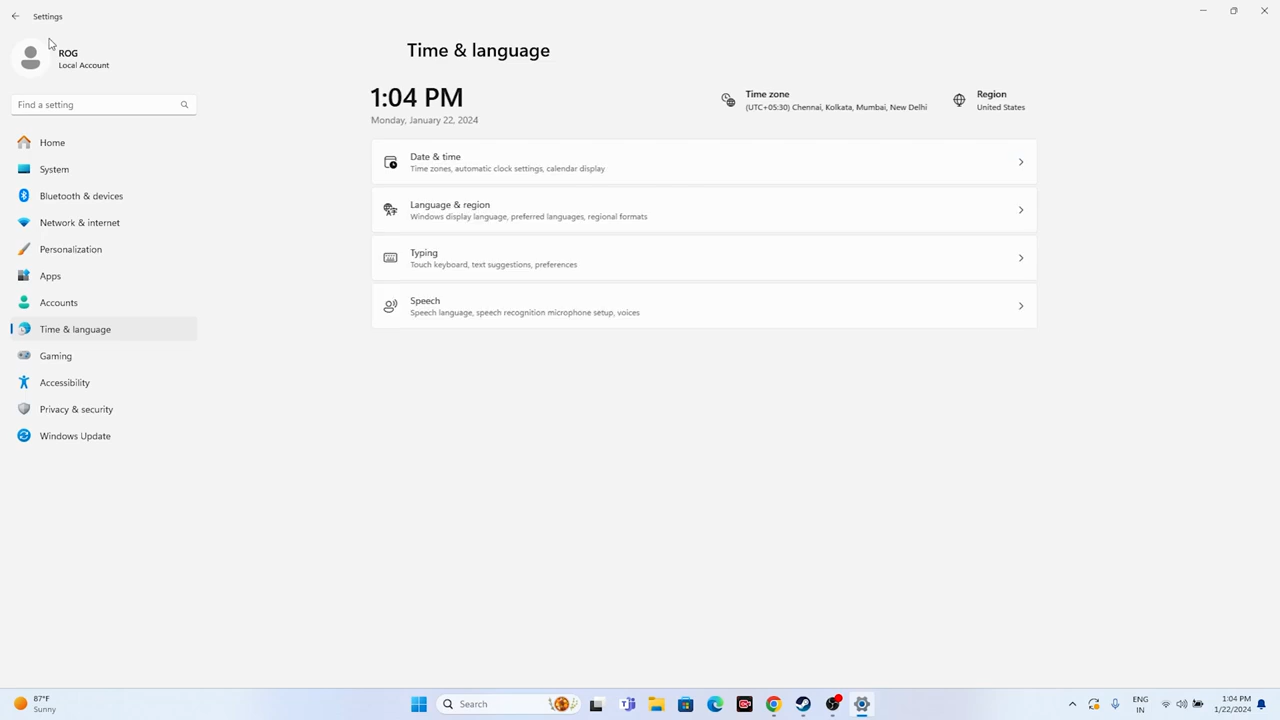 Settings
ROG
Local Account
Find a setting
Home
System
Bluetooth & devices
Network & internet
Personalization
Apps
Accounts
Time & language
Gaming
Accessibility
Privacy & security
Windows Update
Time & language
1:04 PM
Monday, January 22, 2024
Time zone
(UTC+05:30) Chennai, Kolkata, Mumbai, New Delhi
Region
United States
Date & time
Time zones, automatic clock settings, calendar display
Language & region
Windows display language, preferred languages, regional formats
Typing
Touch keyboard, text suggestions, preferences
Speech
Speech language, speech recognition microphone setup, voices
87°F
Sunny
Search
ENG
IN
1:04 PM
1/22/2024